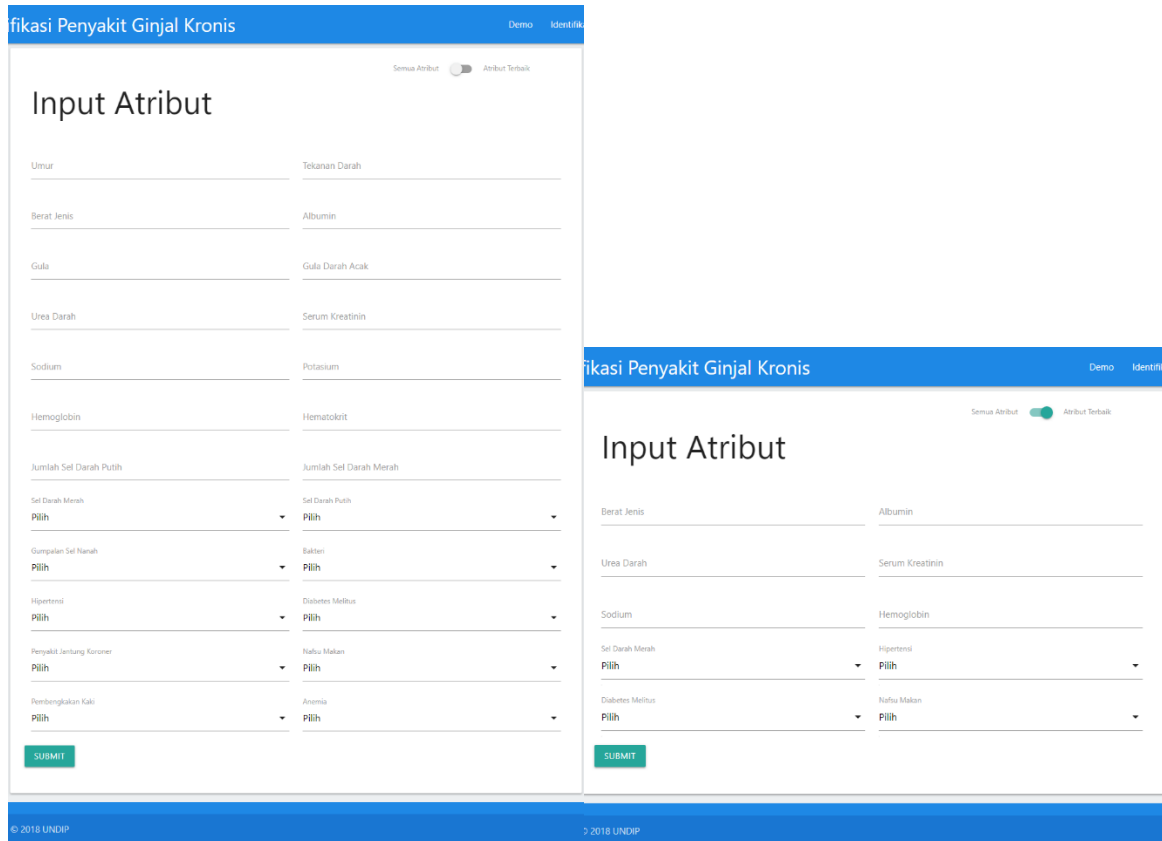 ifikasi Penyakit Ginjal Kronis Demo Identifik
Semua Atribut Atribut Terbaik
Input Atribut
Umur Tekanan Darah
Berat Jenis Albumin
Gula Gula Darah Acak
Urea Darah Serum Kreatinin
Sodium Potasium
Hemoglobin Hematokrit
Jumlah Sel Darah Putih Jumlah Sel Darah Merah
Sel Darah Merah Sel Darah Putih
Pilih Pilih
Gumpalan Sel Nanah Bakteri
Pilih Pilih
Hipertensi Diabetes Melitus
Pilih Pilih
Penyakit Jantung Koroner Nafsu Makan
Pilih Pilih
Pembengkakan Kaki Anemia
Pilih Pilih
SUBMIT
© 2018 UNDIP
fikasi Penyakit Ginjal Kronis Demo Identifi
Semua Atribut Atribut Terbaik
Input Atribut
Berat Jenis Albumin
Urea Darah Serum Kreatinin
Sodium Hemoglobin
Sel Darah Merah Hipertensi
Pilih Pilih
Diabetes Melitus Nafsu Makan
Pilih Pilih
SUBMIT
© 2018 UNDIP